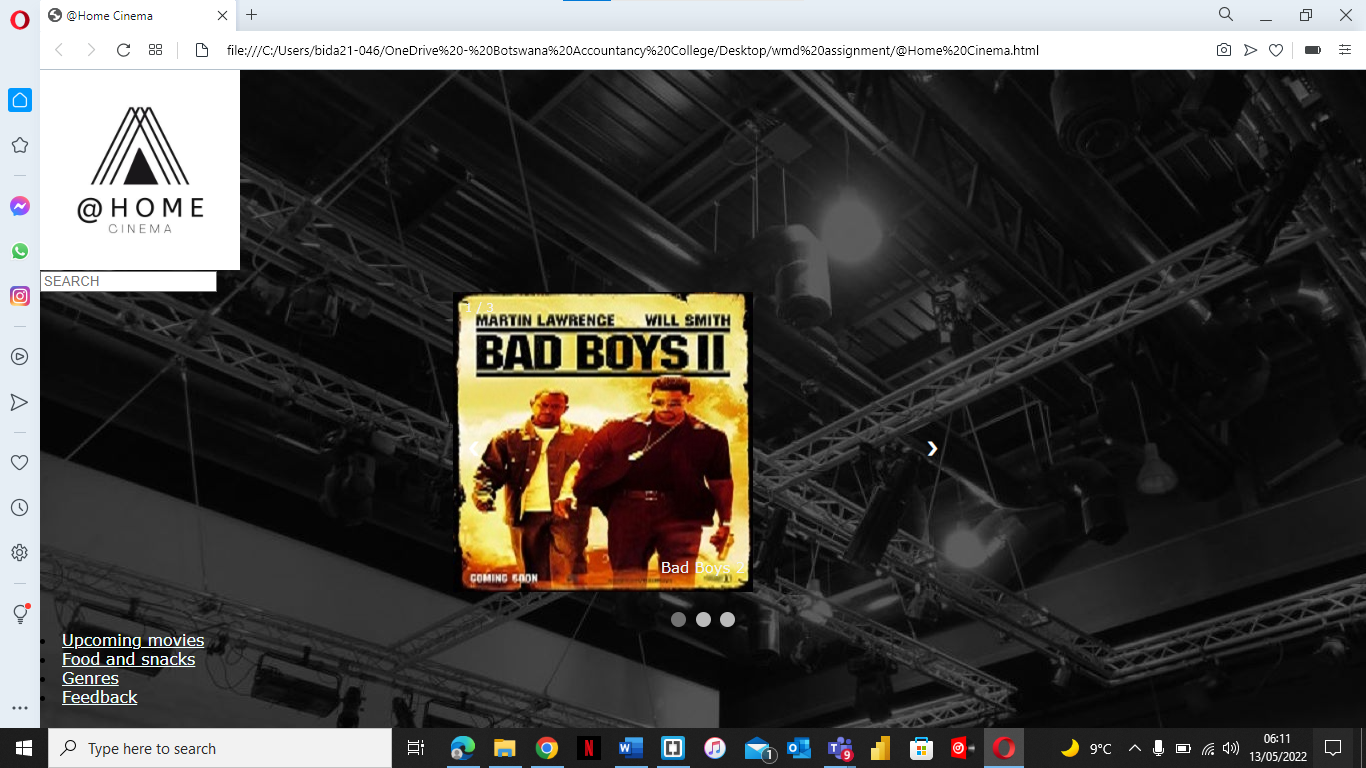 @Home Cinema
file:///C:/Users/bida21-046/OneDrive%20-%20Botswana%20Accountancy%20College/Desktop/wmd%20assignment/@Home%20Cinema.html
@HOME
CINEMA
SEARCH
1 / 3
MARTIN LAWRENCE WILL SMITH
BAD BOYS II
COMING SOON
Bad Boys 2
Upcoming movies
Food and snacks
Genres
Feedback
Type here to search
1
9
9°C
06:11
13/05/2022